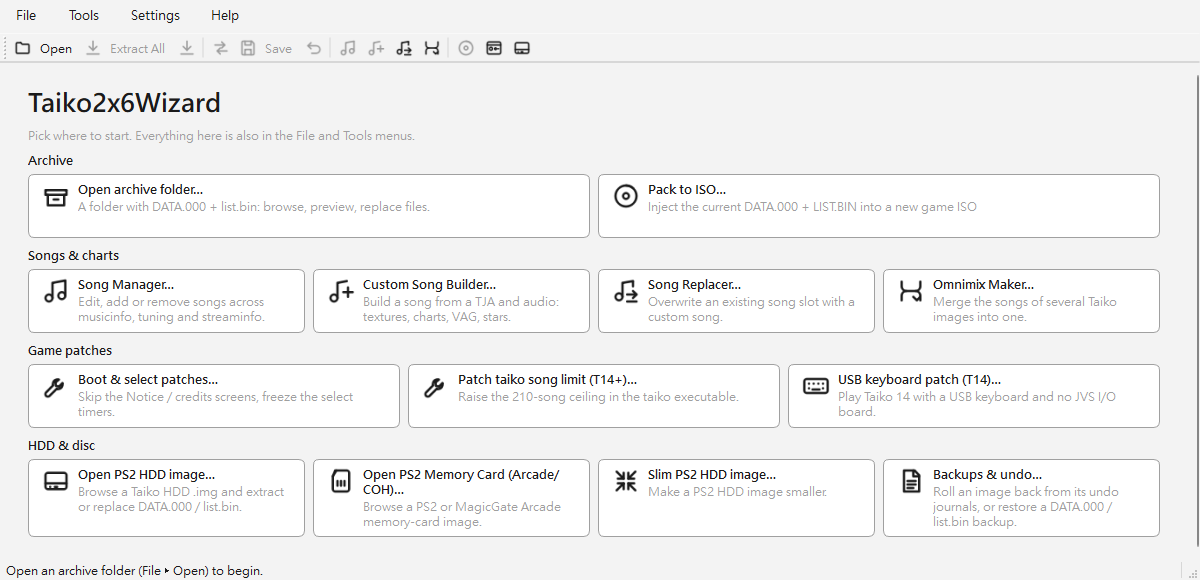 File Tools Settings Help
Open Extract All Save
Taiko2x6Wizard
Pick where to start. Everything here is also in the File and Tools menus.
Archive
Open archive folder...
A folder with DATA.000 + list.bin: browse, preview, replace files.
Pack to ISO...
Inject the current DATA.000 + LIST.BIN into a new game ISO
Songs & charts
Song Manager...
Edit, add or remove songs across
musicinfo, tuning and streaminfo.
Custom Song Builder...
Build a song from a TJA and audio:
textures, charts, VAG, stars.
Song Replacer...
Overwrite an existing song slot with a
custom song.
Omnimix Maker...
Merge the songs of several Taiko
images into one.
Game patches
Boot & select patches...
Skip the Notice / credits screens, freeze the select
timers.
Patch taiko song limit (T14+)...
Raise the 210-song ceiling in the taiko executable.
USB keyboard patch (T14)...
Play Taiko 14 with a USB keyboard and no JVS I/O
board.
HDD & disc
Open PS2 HDD image...
Browse a Taiko HDD .img and extract
or replace DATA.000 / list.bin.
Open PS2 Memory Card (Arcade/
COH)...
Browse a PS2 or MagicGate Arcade
memory-card image.
Slim PS2 HDD image...
Make a PS2 HDD image smaller.
Backups & undo...
Roll an image back from its undo
journals, or restore a DATA.000 /
list.bin backup.
Open an archive folder (File ▸ Open) to begin.